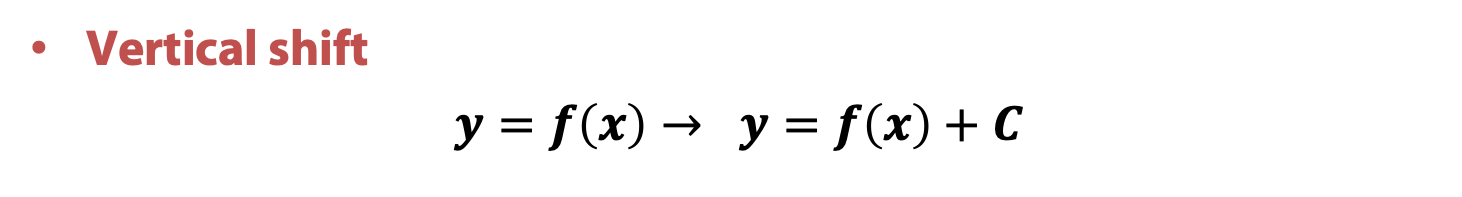 • Vertical shift
y = f(x) → y = f(x) + C